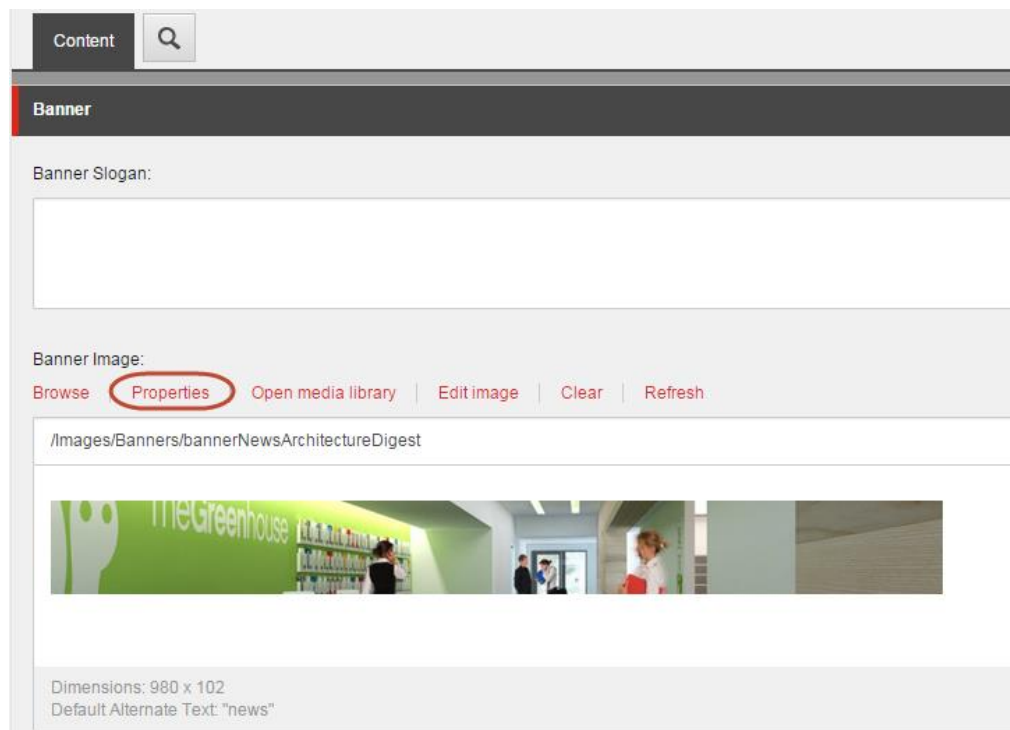 Content
Banner
Banner Slogan:
Banner Image:
Browse Properties Open media library Edit image Clear Refresh
/Images/Banners/bannerNewsArchitectureDigest
TheGreenhouse
Dimensions: 980 x 102
Default Alternate Text: "news"